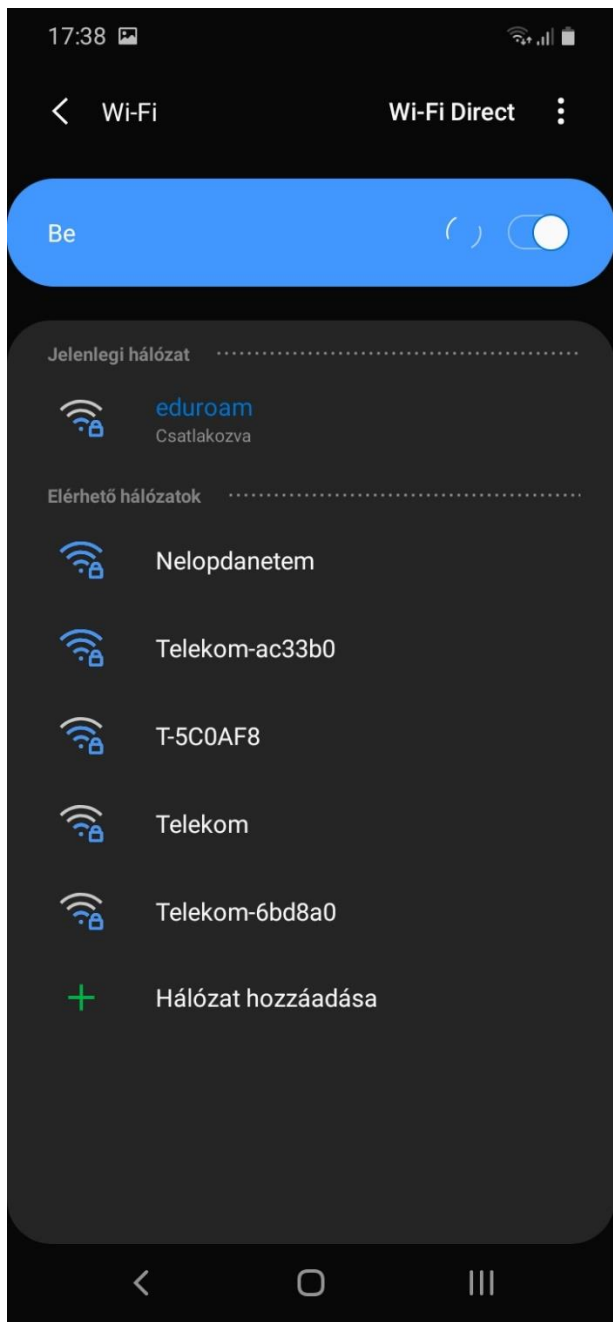 17:38
Wi-Fi Wi-Fi Direct
Be
Jelenlegi hálózat
eduroam
Csatlakozva
Elérhető hálózatok
Nelopdanetem
Telekom-ac33b0
T-5C0AF8
Telekom
Telekom-6bd8a0
Hálózat hozzáadása